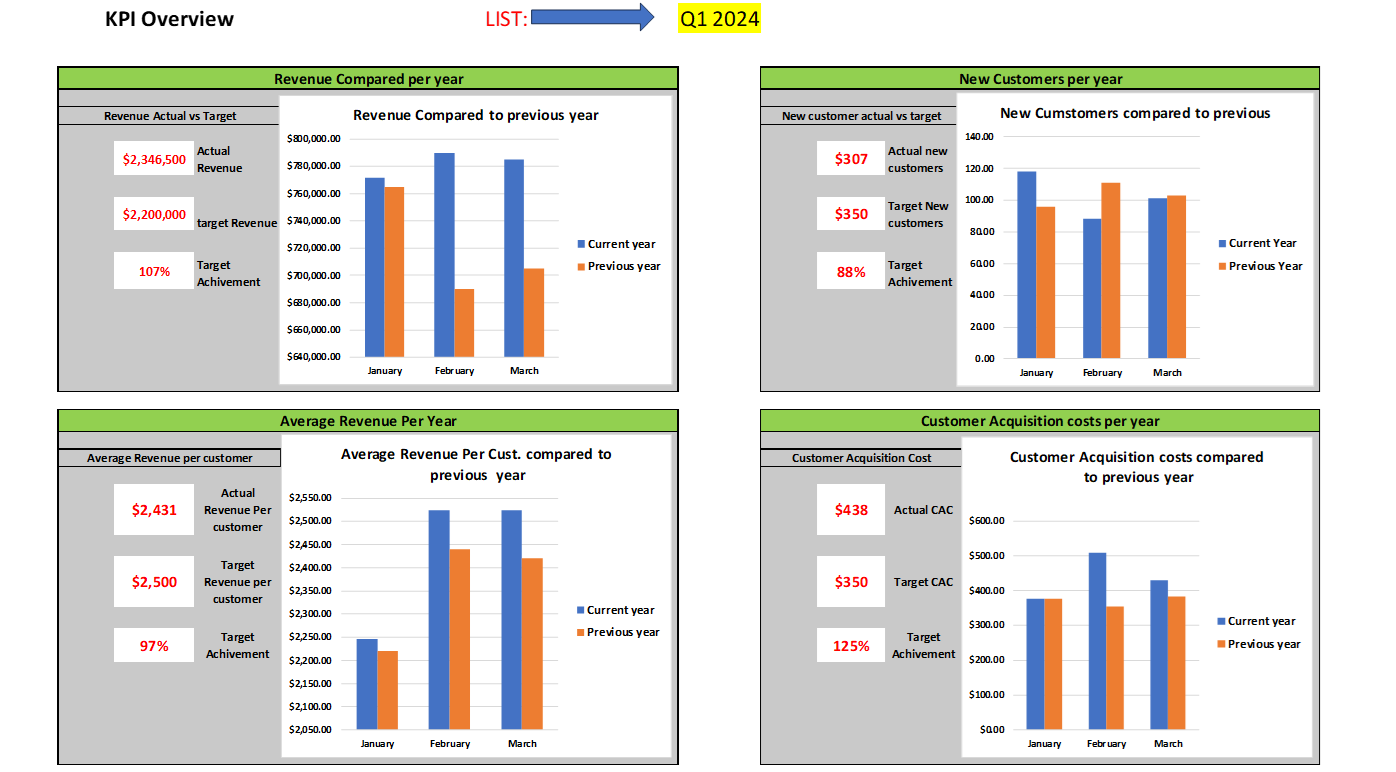 KPI Overview
LIST:
Q1 2024
Revenue Compared per year
Revenue Actual vs Target
$2,346,500
Actual
Revenue
$2,200,000
target Revenue
107%
Target
Achivement
Revenue Compared to previous year
$800,000.00
$780,000.00
$760,000.00
$740,000.00
$720,000.00
$700,000.00
$680,000.00
$660,000.00
$640,000.00
January
February
March
Current year
Previous year
New Customers per year
New customer actual vs target
$307
Actual new
customers
$350
Target New
customers
88%
Target
Achivement
New Cumstomers compared to previous
140.00
120.00
100.00
80.00
60.00
40.00
20.00
0.00
January
February
March
Current Year
Previous Year
Average Revenue Per Year
Average Revenue per customer
$2,431
Actual
Revenue Per
customer
$2,500
Target
Revenue per
customer
97%
Target
Achivement
Average Revenue Per Cust. compared to
previous year
$2,550.00
$2,500.00
$2,450.00
$2,400.00
$2,350.00
$2,300.00
$2,250.00
$2,200.00
$2,150.00
$2,100.00
$2,050.00
January
February
March
Current year
Previous year
Customer Acquisition costs per year
Customer Acquisition Cost
$438
Actual CAC
$350
Target CAC
125%
Target
Achivement
Customer Acquisition costs compared
to previous year
$600.00
$500.00
$400.00
$300.00
$200.00
$100.00
$0.00
January
February
March
Current year
Previous year